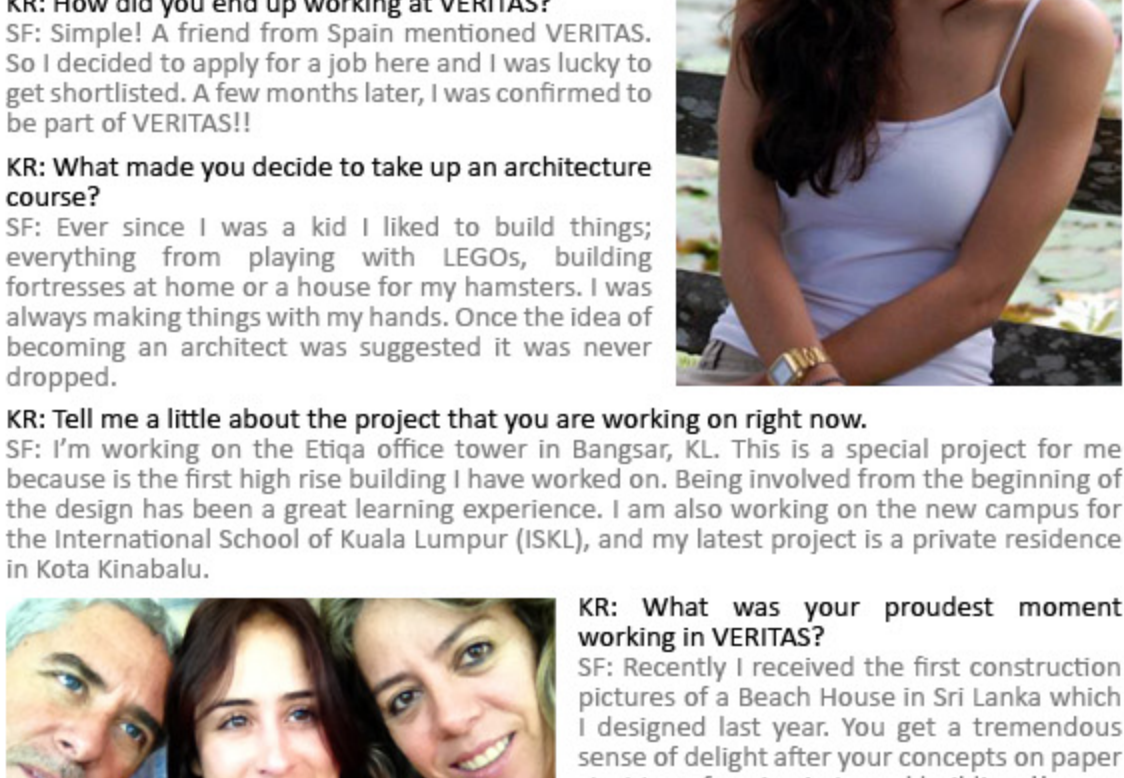 KR: How did you end up working at VERITAS?
SF: Simple! A friend from Spain mentioned VERITAS.
So I decided to apply for a job here and I was lucky to
get shortlisted. A few months later, I was confirmed to
be part of VERITAS!!
KR: What made you decide to take up an architecture
course?
SF: Ever since I was a kid I liked to build things;
everything from playing with LEGOs, building
fortresses at home or a house for my hamsters. I was
always making things with my hands. Once the idea of
becoming an architect was suggested it was never
dropped.
KR: Tell me a little about the project that you are working on right now.
SF: I’m working on the Etiqa office tower in Bangsar, KL. This is a special project for me
because is the first high rise building I have worked on. Being involved from the beginning of
the design has been a great learning experience. I am also working on the new campus for
the International School of Kuala Lumpur (ISKL), and my latest project is a private residence
in Kota Kinabalu.
KR: What was your proudest moment
working in VERITAS?
SF: Recently I received the first construction
pictures of a Beach House in Sri Lanka which
I designed last year. You get a tremendous
sense of delight after your concepts on paper